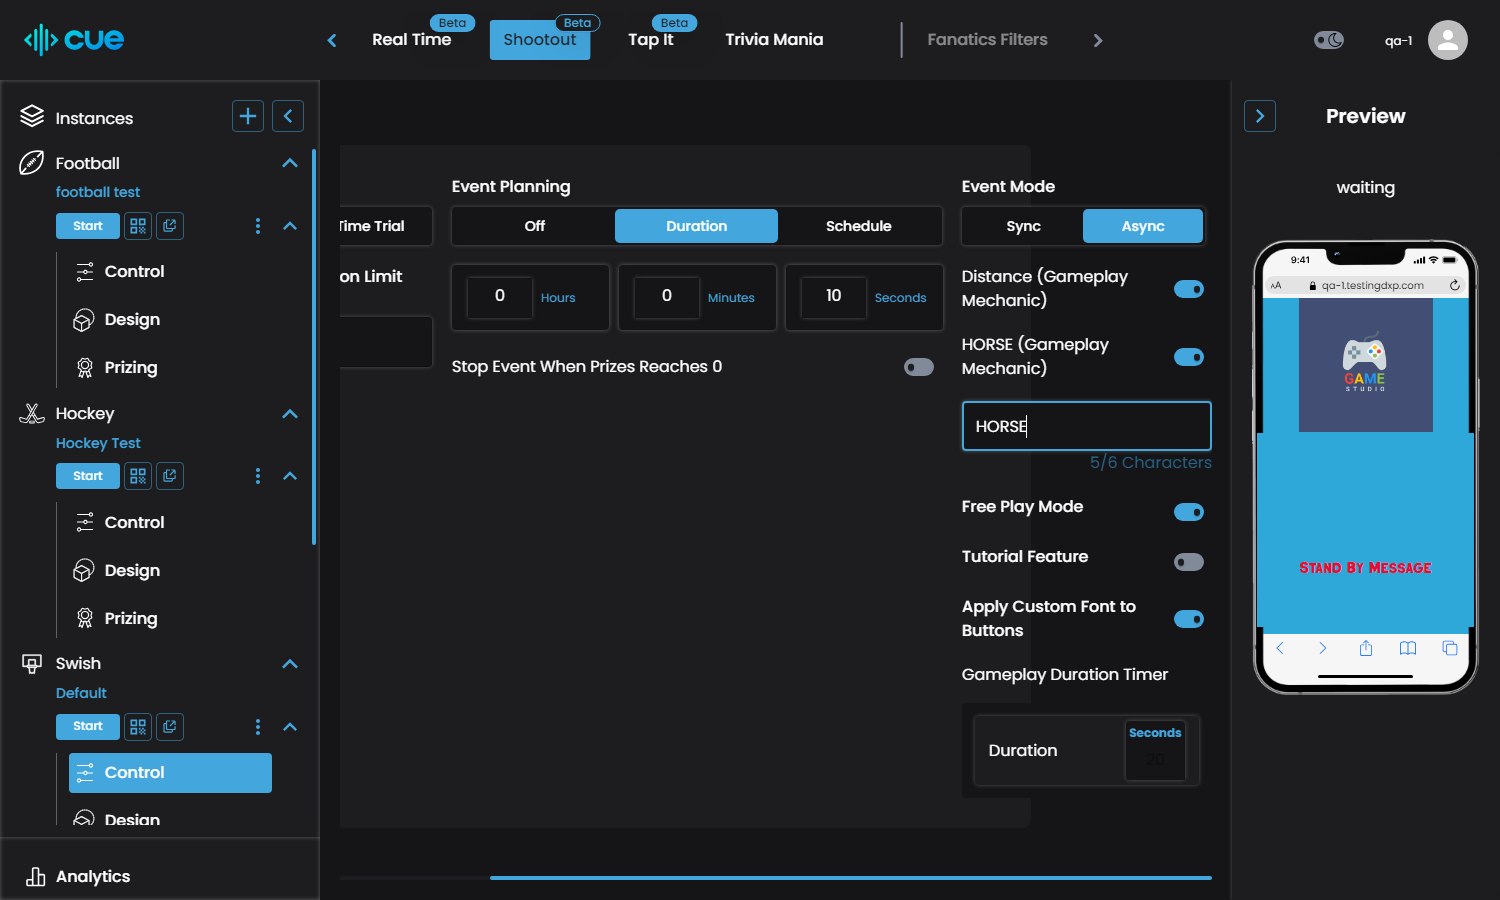 cue
Real Time
Beta
Shootout
Beta
Tap It
Beta
Trivia Mania
Fanatics Filters
qa-1
Instances
Football
football test
Start
Control
Design
Prizing
Hockey
Hockey Test
Start
Control
Design
Prizing
Swish
Default
Start
Control
Design
Analytics
Time Trial
on Limit
Event Planning
Off
Duration
Schedule
0 Hours
0 Minutes
10 Seconds
Stop Event When Prizes Reaches 0
Event Mode
Sync
Async
Distance (Gameplay
Mechanic)
HORSE (Gameplay
Mechanic)
HORSE
5/6 Characters
Free Play Mode
Tutorial Feature
Apply Custom Font to
Buttons
Gameplay Duration Timer
Duration
Seconds
20
Preview
waiting
9:41
AA
qa-1.testingdxp.com
GAME
STUDIO
Stand By Message